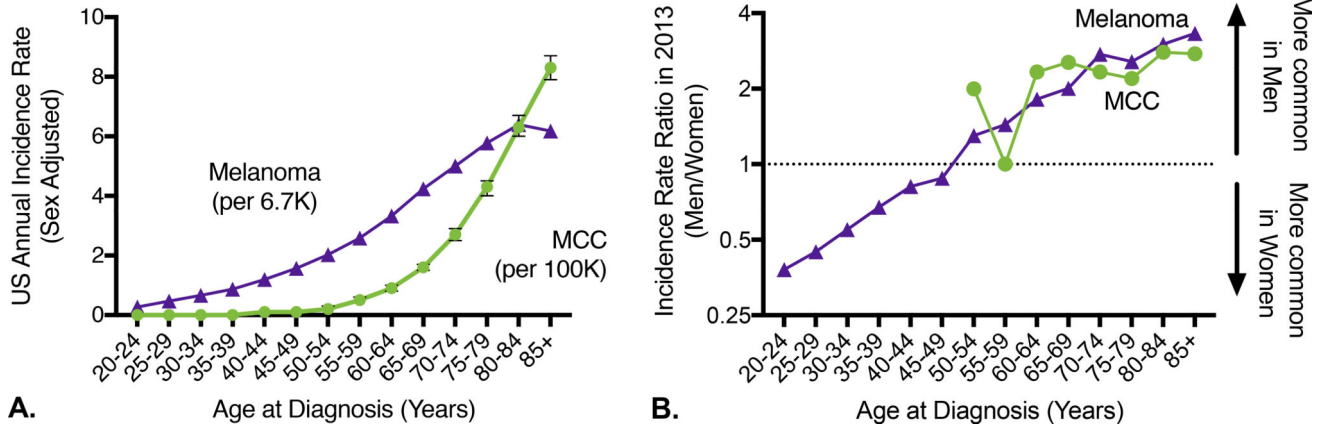 US Annual Incidence Rate
(Sex Adjusted)
10
8
6
4
2
0
Melanoma
(per 6.7K)
MCC
(per 100K)
20-24
25-29
30-34
35-39
40-44
45-49
50-54
55-59
60-64
65-69
70-74
75-79
80-84
85+
Age at Diagnosis (Years)
A.
Incidence Rate Ratio in 2013
(Men/Women)
4
2
1
0.5
0.25
Melanoma
MCC
More common
in Men
More common
in Women
20-24
25-29
30-34
35-39
40-44
45-49
50-54
55-59
60-64
65-69
70-74
75-79
80-84
85+
Age at Diagnosis (Years)
B.